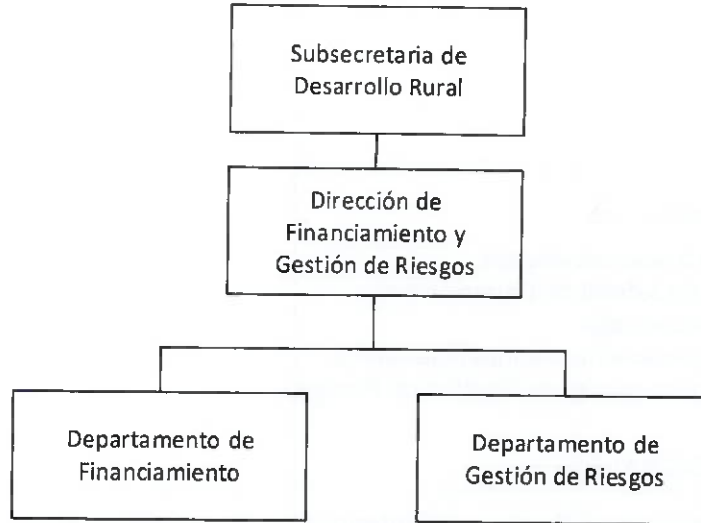 Subsecretaria de
Desarrollo Rural
Dirección de
Financiamiento y
Gestión de Riesgos
Departamento de
Financiamiento
Departamento de
Gestión de Riesgos